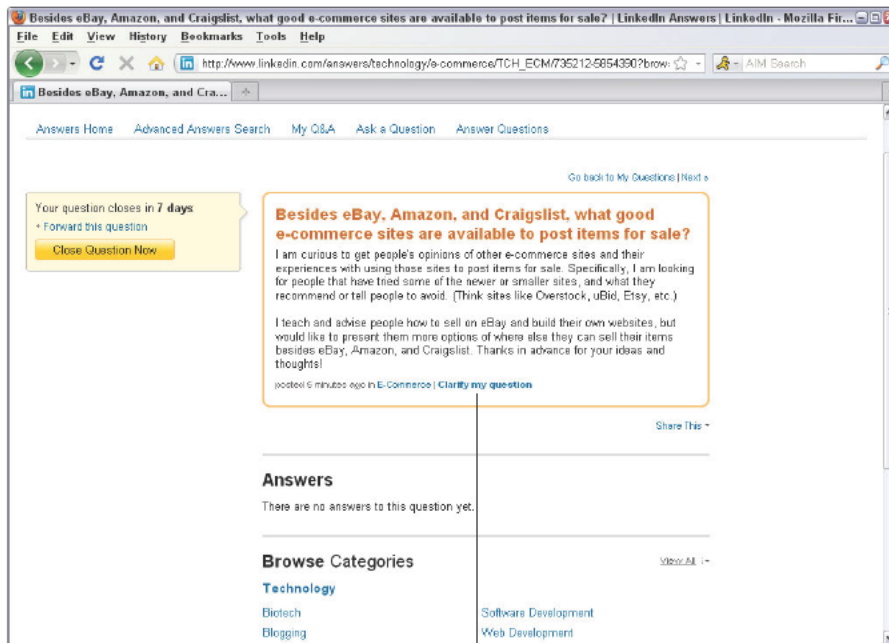 Besides eBay, Amazon, and Craigslist, what good e-commerce sites are available to post items for sale? | LinkedIn Answers | LinkedIn - Mozilla Fir...
File Edit View History Bookmarks Tools Help
http://www.linkedin.com/answers/technology/e-commerce/TCH_ECM/735212-5854390?brow: AIM Search
Besides eBay, Amazon, and Cra...
Answers Home Advanced Answers Search My Q&A Ask a Question Answer Questions
Go back to My Questions | Next »
Your question closes in 7 days
+ Forward this question
Close Question Now
Besides eBay, Amazon, and Craigslist, what good
e-commerce sites are available to post items for sale?
I am curious to get people's opinions of other e-commerce sites and their
experiences with using those sites to post items for sale. Specifically, I am looking
for people that have tried some of the newer or smaller sites, and what they
recommend or tell people to avoid. (Think sites like Overstock, uBid, Etsy, etc.)
I teach and advise people how to sell on eBay and build their own websites, but
would like to present them more options of where else they can sell their items
besides eBay, Amazon, and Craigslist. Thanks in advance for your ideas and
thoughts!
posted 6 minutes ago in E-Commerce | Clarify my question
Share This
Answers
There are no answers to this question yet.
Browse Categories
View All
Technology
Biotech Software Development
Blogging Web Development